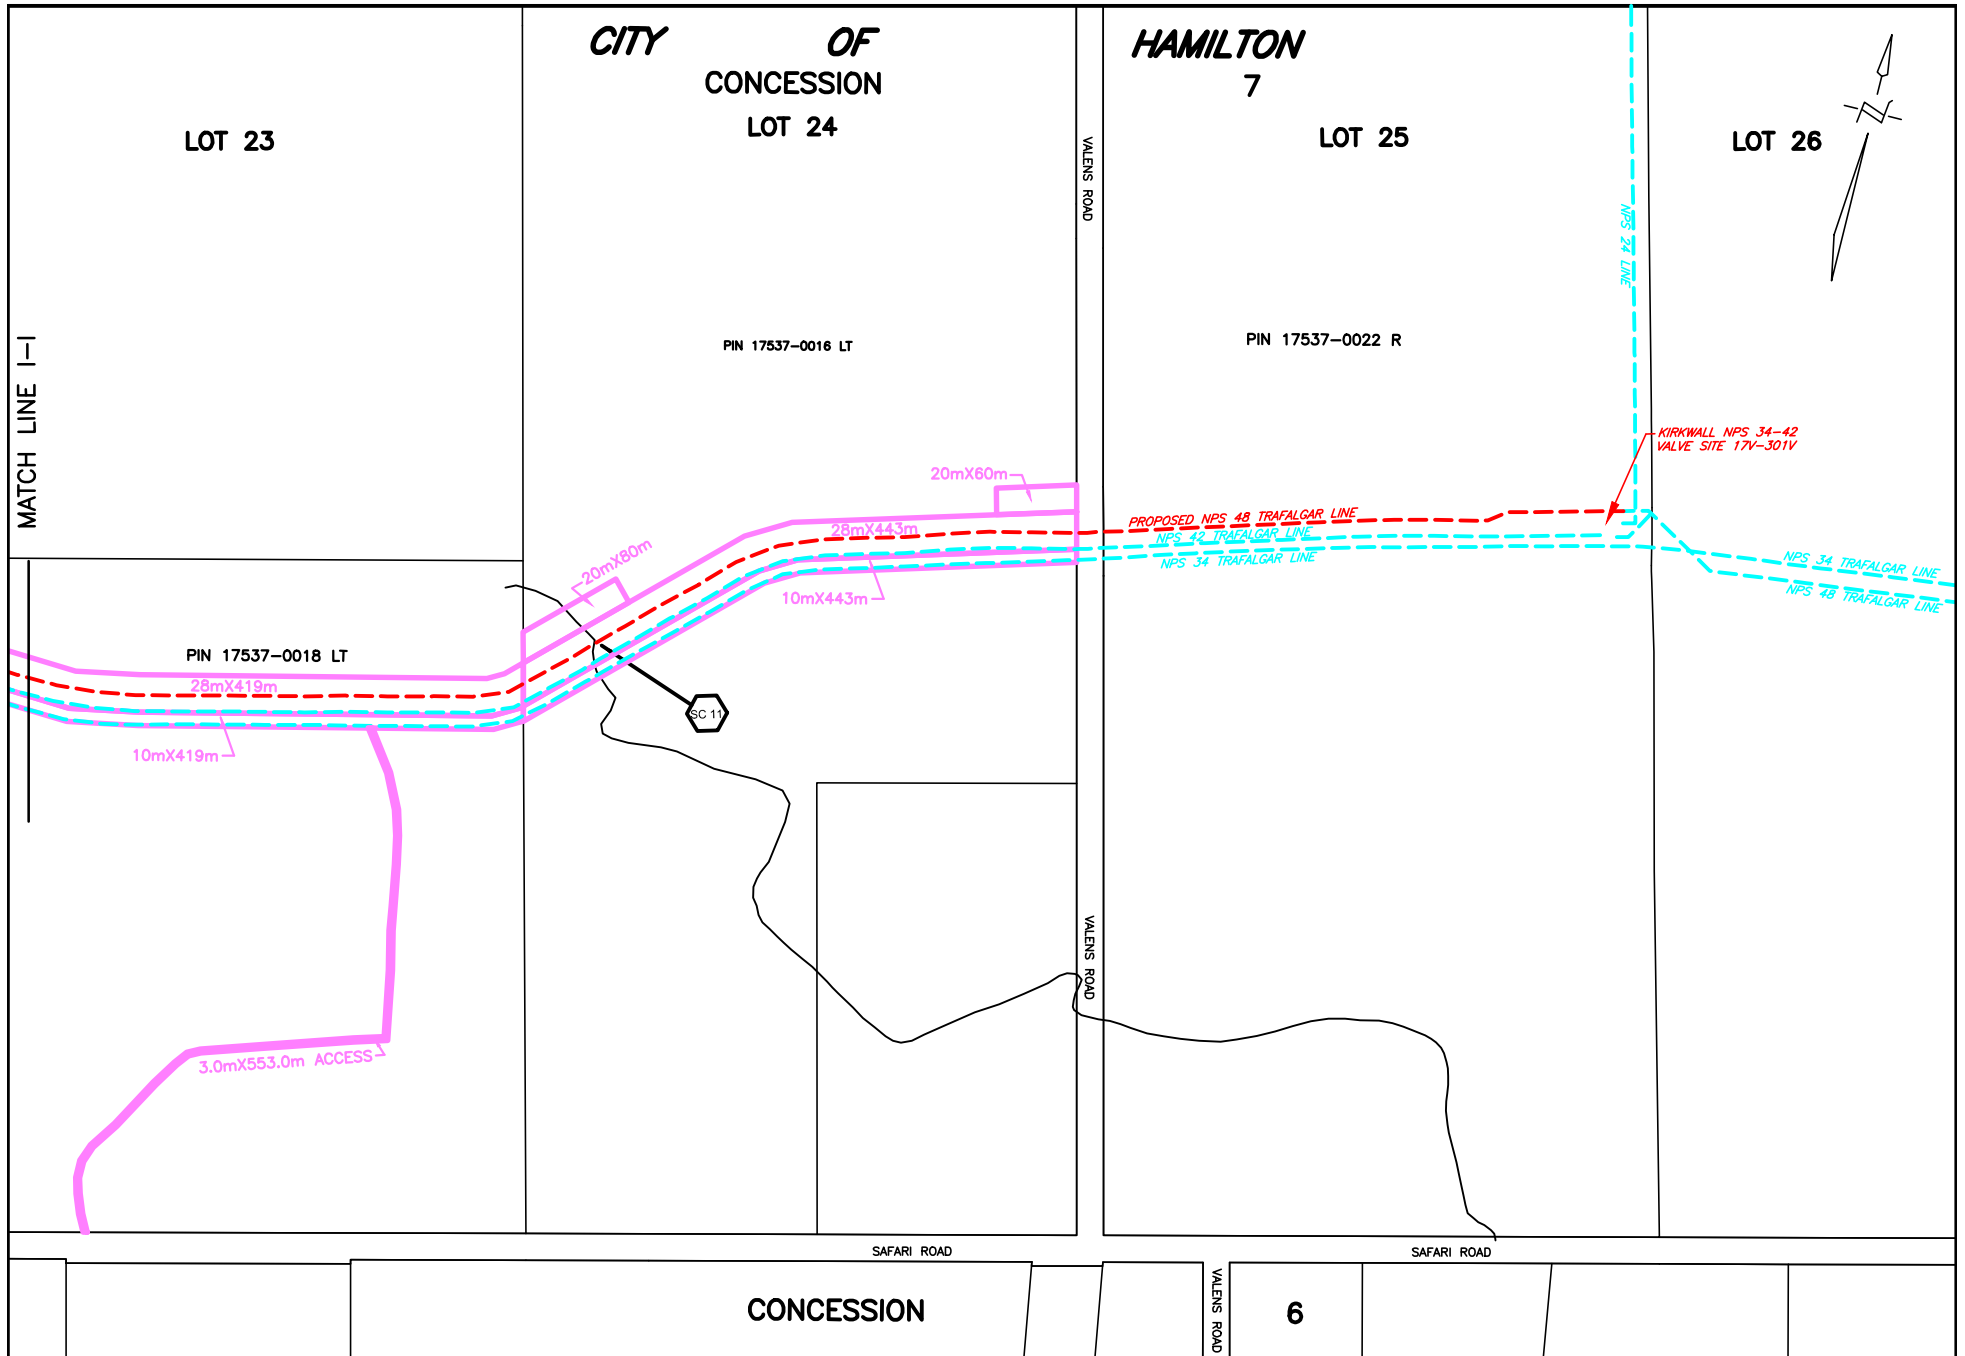 CITY OF HAMILTON
CONCESSION 7
LOT 23
LOT 24
LOT 25
LOT 26
VALENS ROAD
NPS 24 LINE
MATCH LINE I-I
PIN 17537-0016 LT
PIN 17537-0022 R
KIRKWALL NPS 34-42
VALVE SITE 17V-301V
20mX60m
28mX443m
PROPOSED NPS 48 TRAFALGAR LINE
NPS 42 TRAFALGAR LINE
NPS 34 TRAFALGAR LINE
NPS 34 TRAFALGAR LINE
NPS 48 TRAFALGAR LINE
20mX80m
10mX443m
PIN 17537-0018 LT
28mX419m
SC 11
10mX419m
VALENS ROAD
3.0mX553.0m ACCESS
SAFARI ROAD
SAFARI ROAD
VALENS ROAD
CONCESSION 6